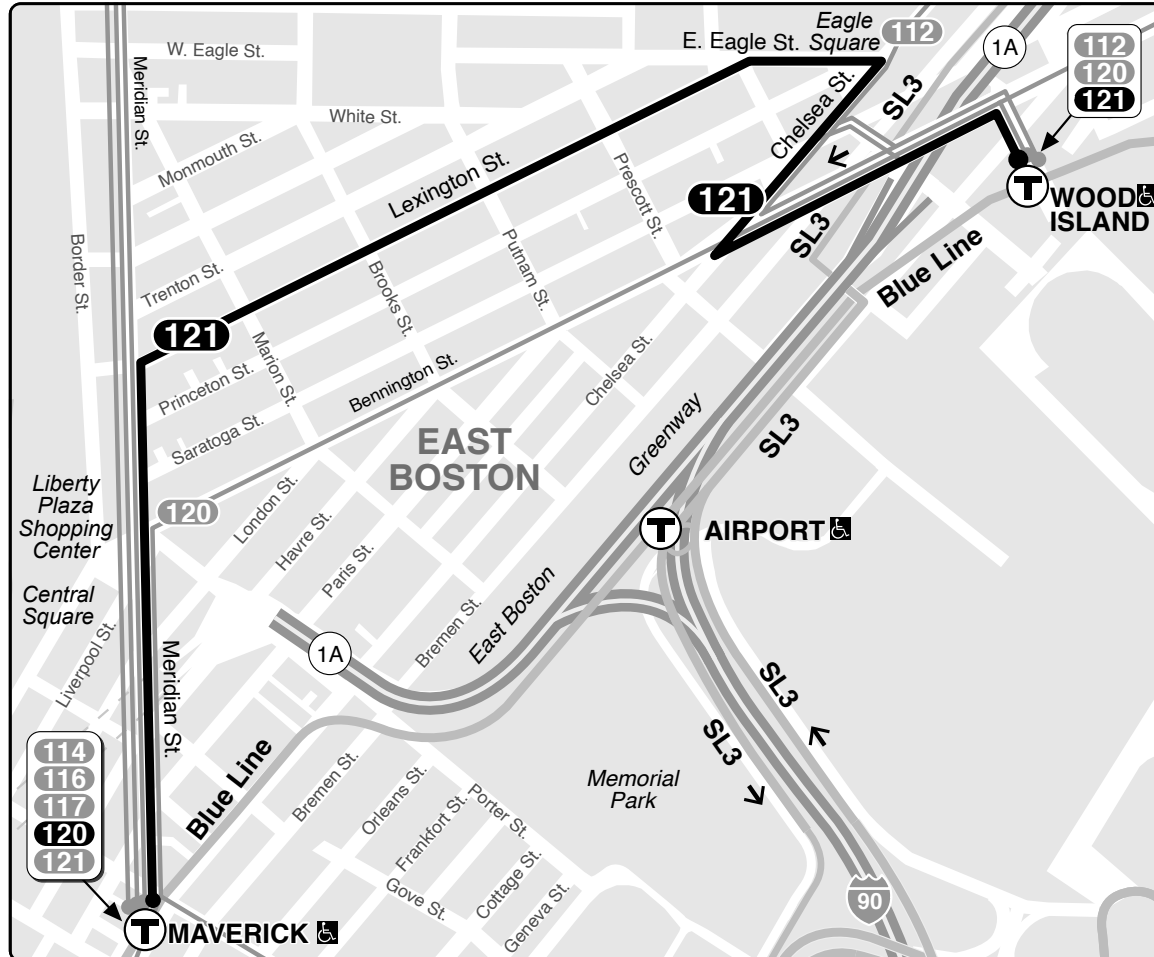 W. Eagle St.
E. Eagle St.
Eagle
Square
112
1A
112
120
121
Meridian St.
White St.
Monmouth St.
Chelsea St.
SL3
Lexington St.
Prescott St.
121
T
WOOD
ISLAND
Border St.
Trenton St.
Brooks St.
Putnam St.
SL3
Blue Line
121
Marion St.
Princeton St.
Bennington St.
Chelsea St.
Saratoga St.
EAST
BOSTON
Greenway
SL3
Liberty
Plaza
Shopping
Center
120
London St.
Havre St.
T
AIRPORT
Central
Square
Paris St.
Bremen St.
East Boston
Liverpool St.
Meridian St.
1A
SL3
SL3
114
116
117
120
121
Blue Line
Bremen St.
Orleans St.
Frankfort St.
Porter St.
Memorial
Park
Gove St.
Cottage St.
Geneva St.
90
T
MAVERICK